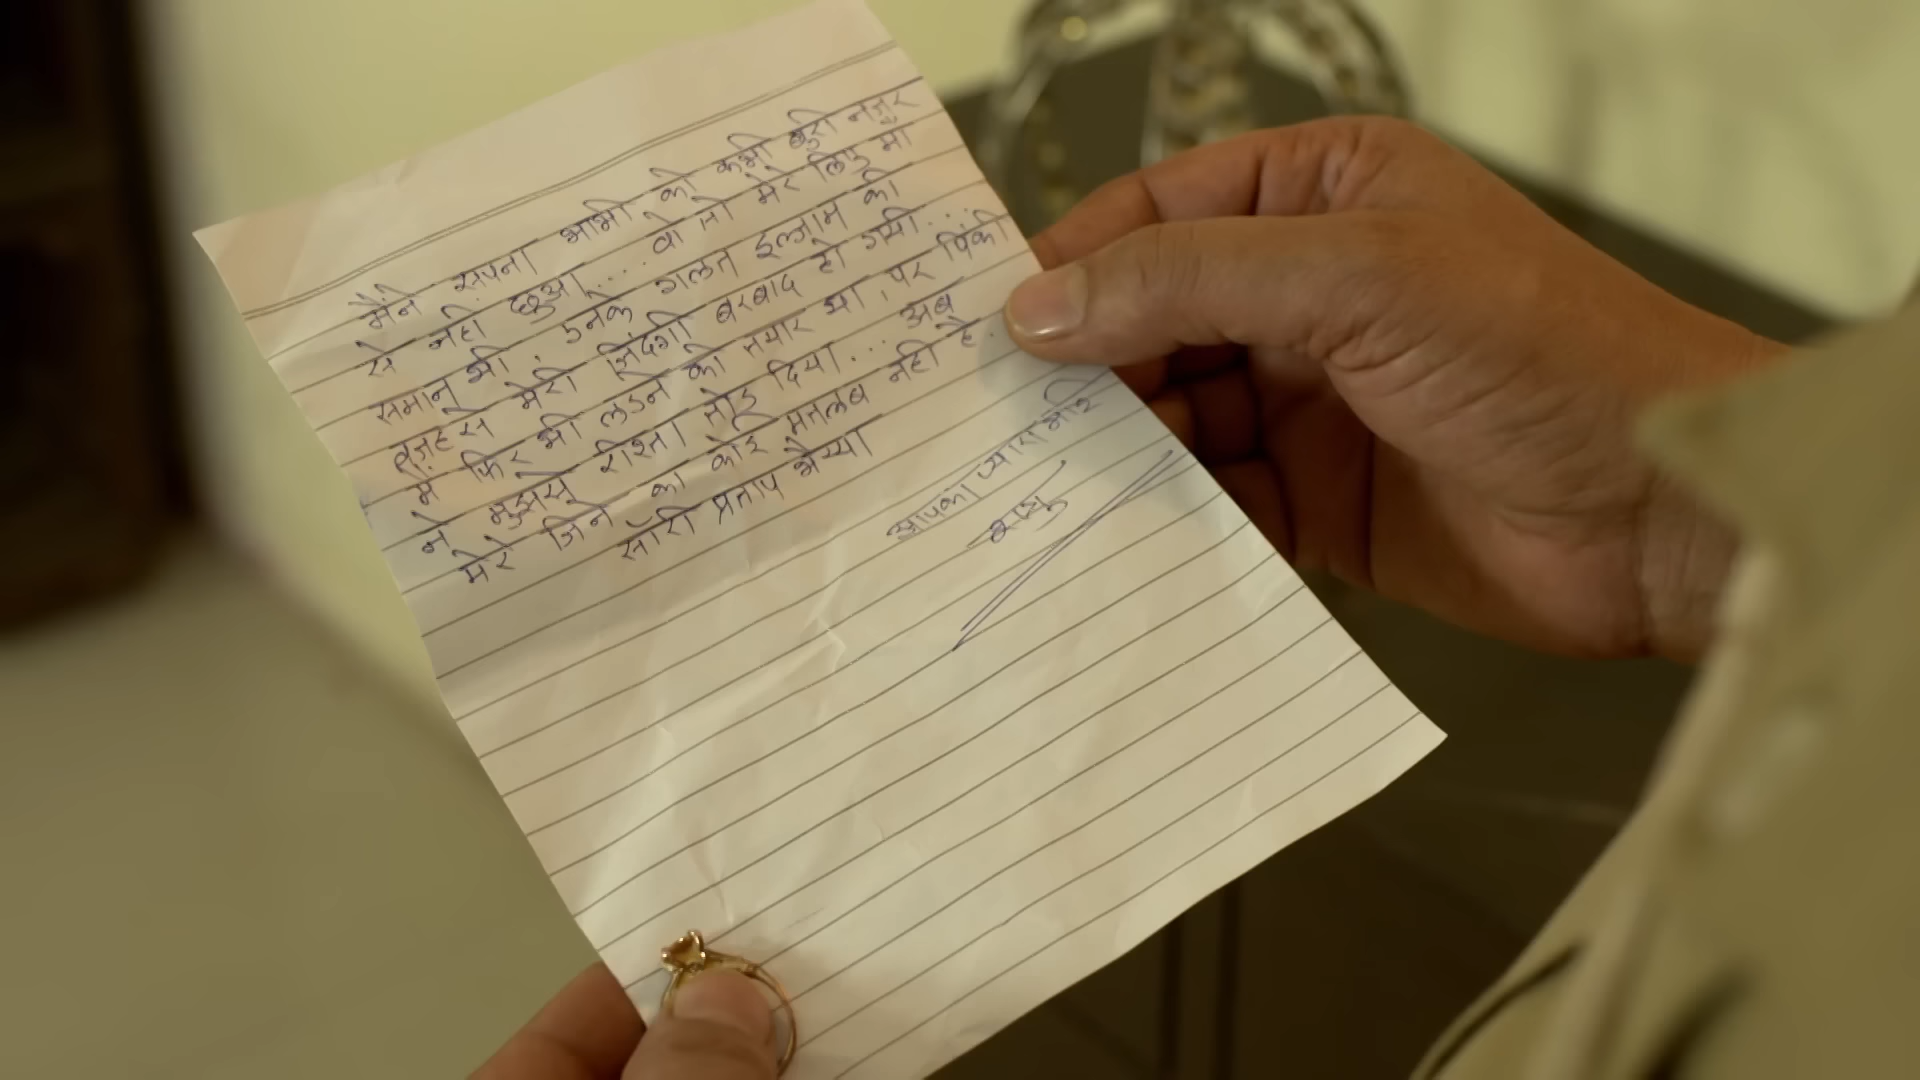 मैंने सपना भाभी को कभी बुरी नज़र
से नहीं छुआ.... वो तो मेरे लिए माँ
समान थी. उनके गलत इल्जाम की
वजह से मेरी ज़िंदगी बरबाद हो गयी....
में फिर भी लडने को तयार था, पर पिंकी
ने मुझसे रिश्ता तोड़ दिया... अब
मेरे जिने का कोई मतलब नही है.
सॉरी प्रताप भैय्या
आपका प्यारा भाई